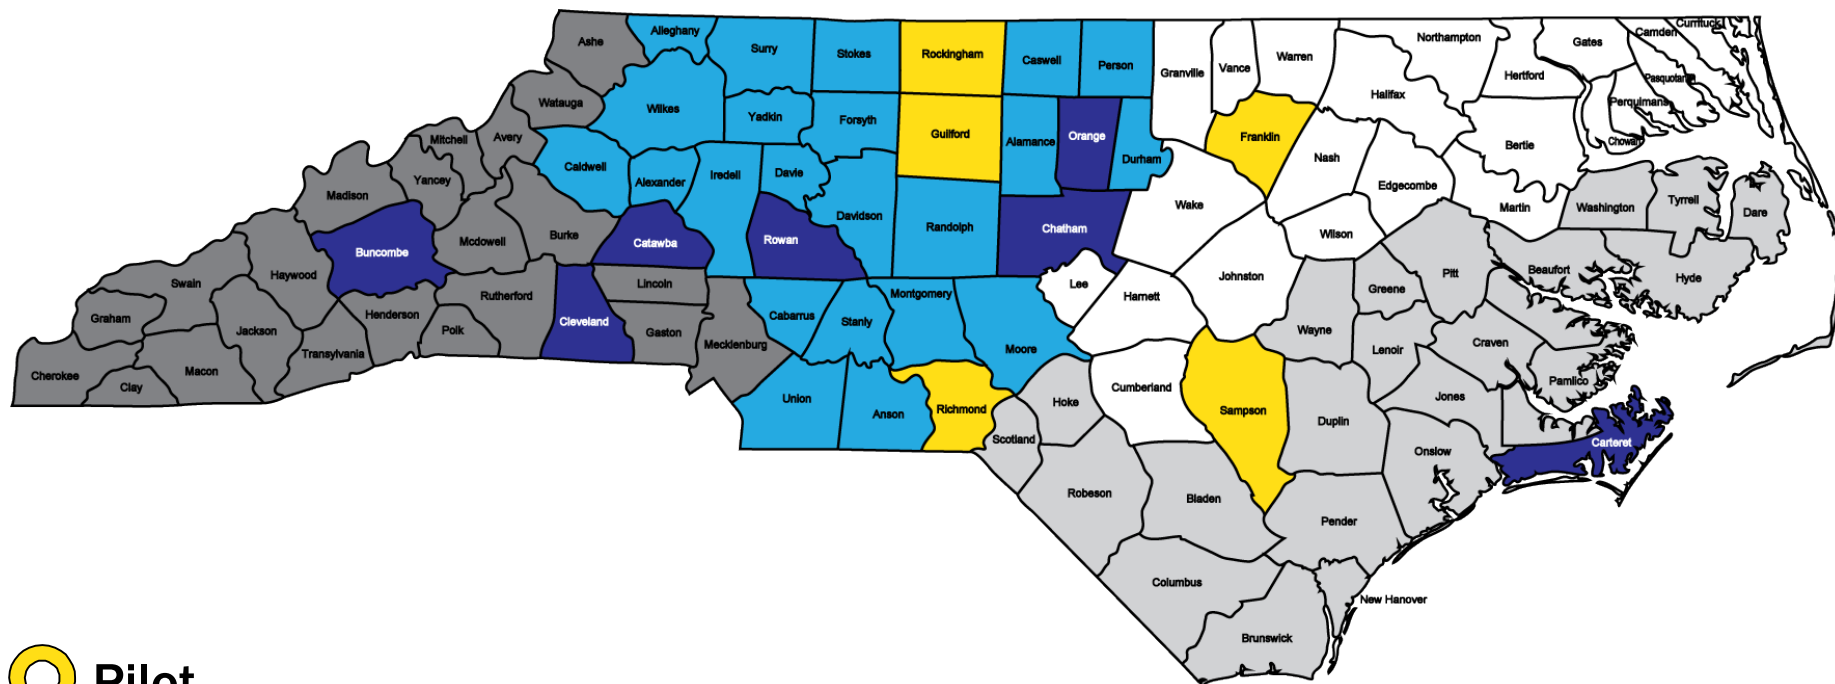 Ashe
Alleghany
Surry
Stokes
Rockingham
Caswell
Person
Granville
Vance
Warren
Northampton
Gates
Camden
Currituck
Hertford
Pasquotank
Halifax
Perquimans
Chowan
Bertie
Watauga
Wilkes
Yadkin
Forsyth
Guilford
Alamance
Orange
Durham
Franklin
Nash
Edgecombe
Martin
Washington
Tyrrell
Dare
Mitchell
Avery
Caldwell
Alexander
Iredell
Davie
Madison
Yancey
Davidson
Randolph
Chatham
Wake
Wilson
Buncombe
Mcdowell
Burke
Catawba
Rowan
Swain
Haywood
Rutherford
Lincoln
Montgomery
Lee
Harnett
Johnston
Greene
Pitt
Beaufort
Hyde
Graham
Jackson
Henderson
Polk
Cleveland
Gaston
Mecklenburg
Cabarrus
Stanly
Moore
Wayne
Lenoir
Craven
Pamlico
Cherokee
Clay
Macon
Transylvania
Union
Anson
Richmond
Scotland
Hoke
Cumberland
Sampson
Duplin
Jones
Onslow
Carteret
Robeson
Bladen
Pender
Columbus
New Hanover
Brunswick
Pilot